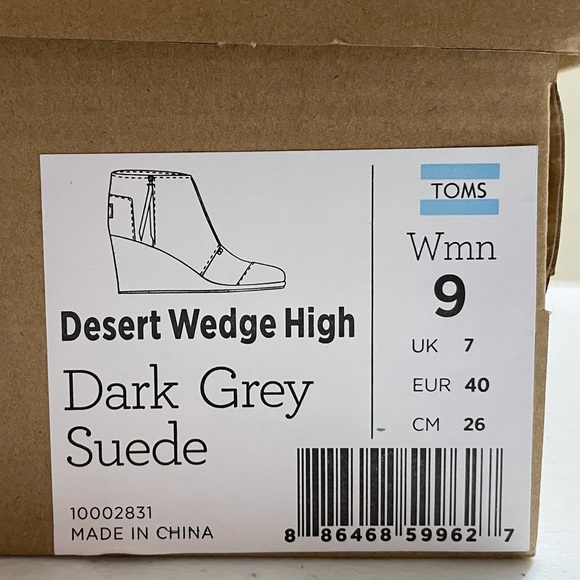 Desert Wedge High
Dark Grey
Suede
10002831
MADE IN CHINA
TOMS
Wmn
9
UK 7
EUR 40
CM 26
8 86468 59962 7